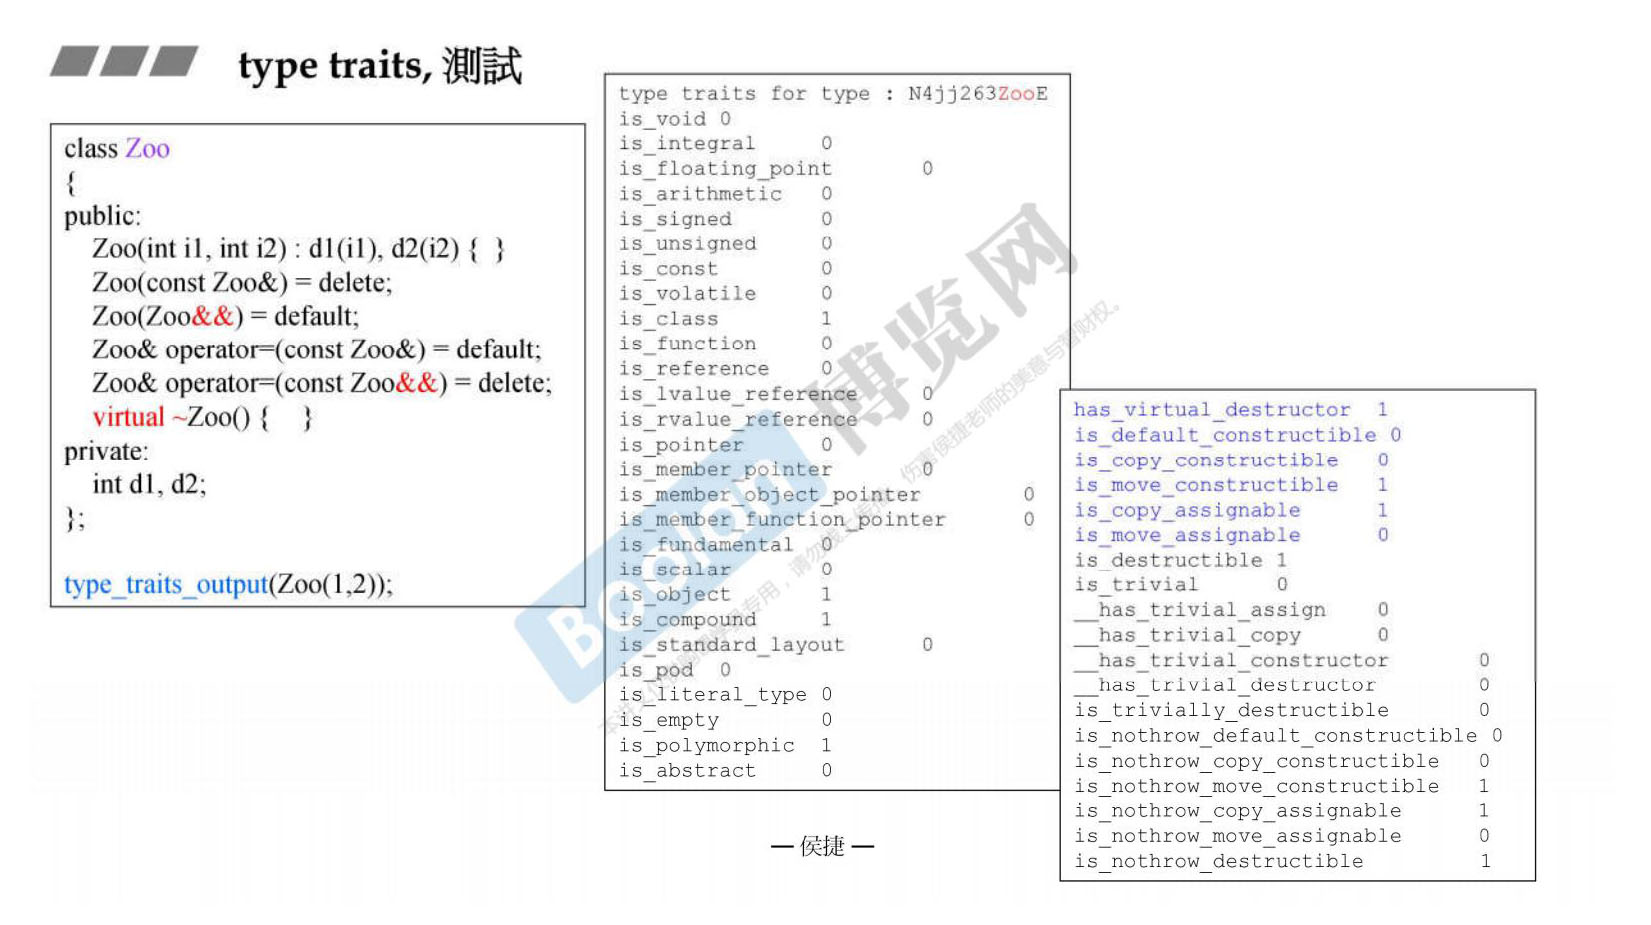 type traits, 測試
class Zoo
{
public:
Zoo(int i1, int i2) : d1(i1), d2(i2) { }
Zoo(const Zoo&) = delete;
Zoo(Zoo&&) = default;
Zoo& operator=(const Zoo&) = default;
Zoo& operator=(const Zoo&&) = delete;
virtual ~Zoo() { }
private:
int d1, d2;
};
type_traits_output(Zoo(1,2));
type traits for type : N4jj263ZooE
is_void 0
is_integral 0
is_floating_point 0
is_arithmetic 0
is_signed 0
is_unsigned 0
is_const 0
is_volatile 0
is_class 1
is_function 0
is_reference 0
is_lvalue_reference 0
is_rvalue_reference 0
is_pointer 0
is_member_pointer 0
is_member_object_pointer 0
is_member_function_pointer 0
is_fundamental 0
is_scalar 0
is_object 1
is_compound 1
is_standard_layout 0
is_pod 0
is_literal_type 0
is_empty 0
is_polymorphic 1
is_abstract 0
has_virtual_destructor 1
is_default_constructible 0
is_copy_constructible 0
is_move_constructible 1
is_copy_assignable 1
is_move_assignable 0
is_destructible 1
is_trivial 0
__has_trivial_assign 0
__has_trivial_copy 0
__has_trivial_constructor 0
__has_trivial_destructor 0
is_trivially_destructible 0
is_nothrow_default_constructible 0
is_nothrow_copy_constructible 0
is_nothrow_move_constructible 1
is_nothrow_copy_assignable 1
is_nothrow_move_assignable 0
is_nothrow_destructible 1
— 侯捷 —
Boolan 博览网
伤害侯捷老师的美意与智财权。